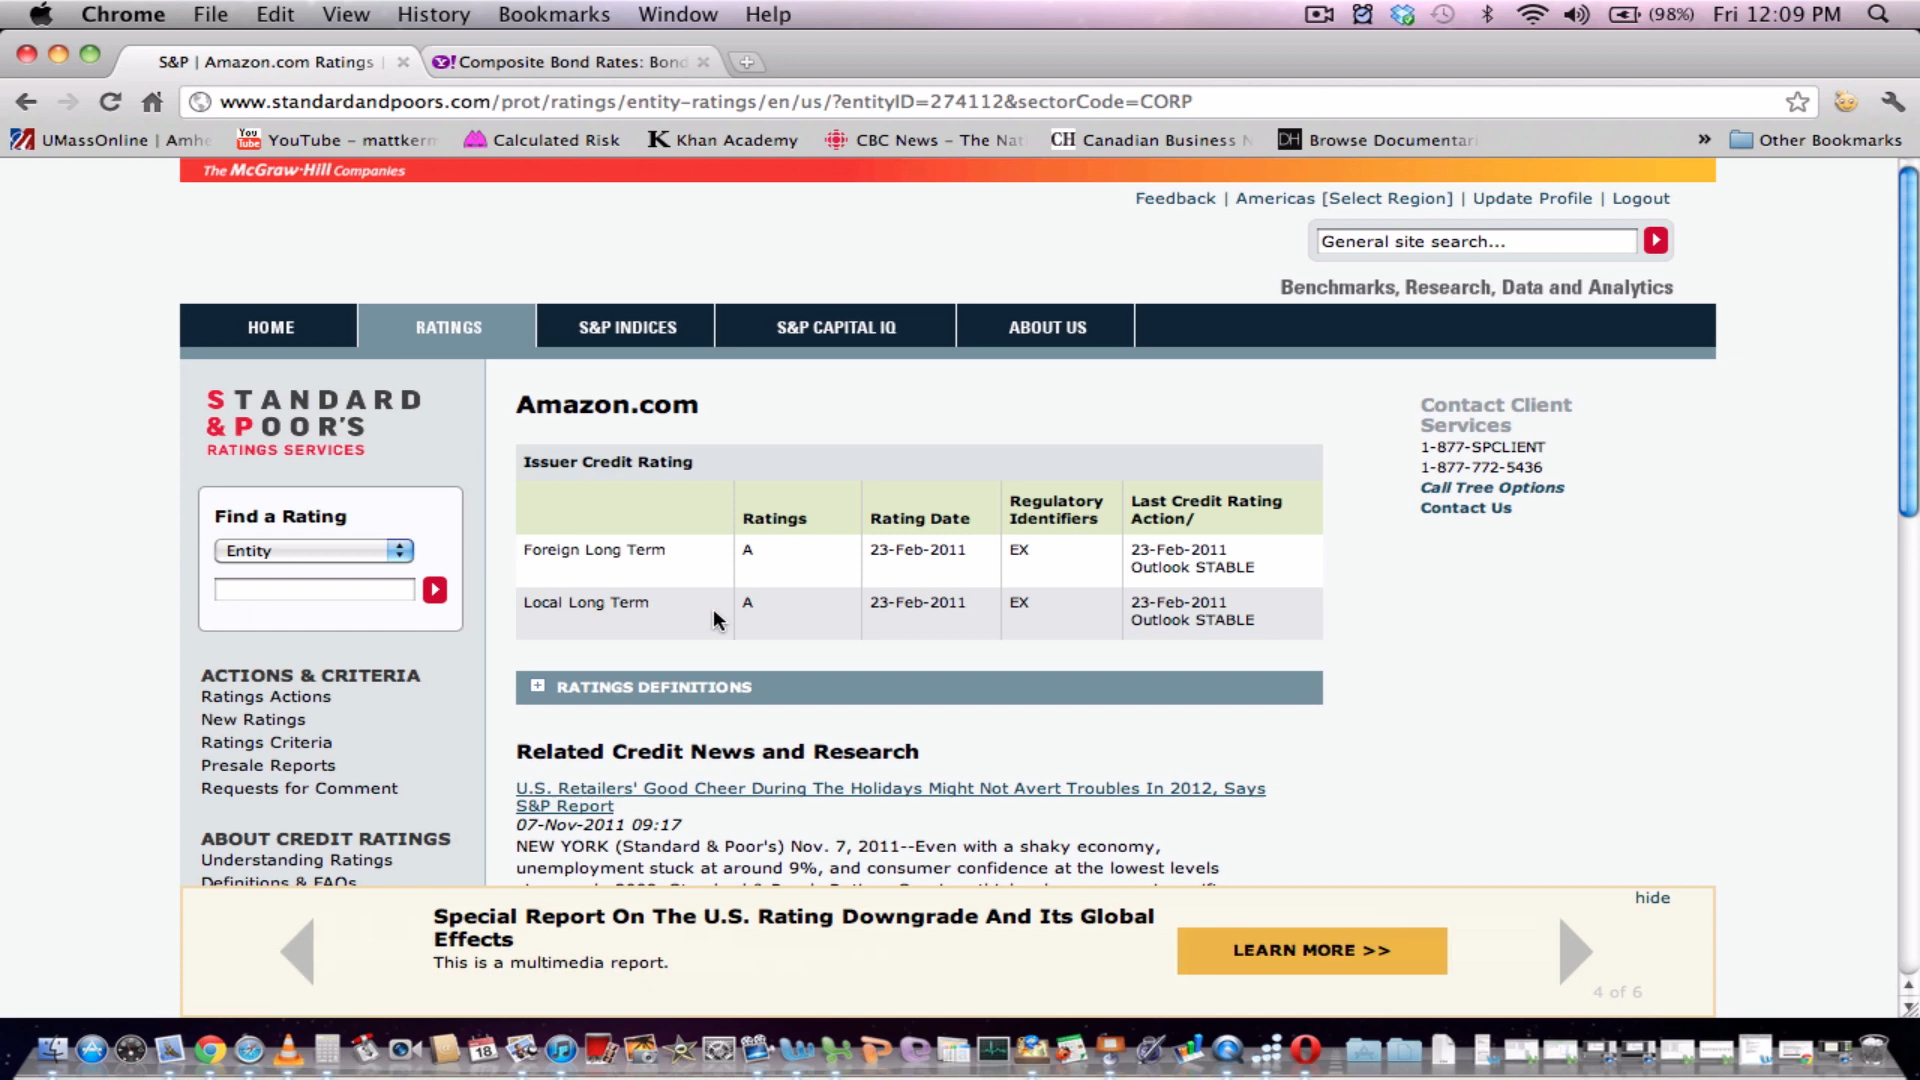 Chrome File Edit View History Bookmarks Window Help (98%) Fri 12:09 PM
S&P | Amazon.com Ratings | Y! Composite Bond Rates: Bond
www.standardandpoors.com/prot/ratings/entity-ratings/en/us/?entityID=274112&sectorCode=CORP
UMassOnline | Amhe You Tube YouTube - mattkerm Calculated Risk K Khan Academy CBC News - The Nat CH Canadian Business N DH Browse Documentari » Other Bookmarks
The McGraw-Hill Companies
Feedback | Americas [Select Region] | Update Profile | Logout
General site search...
Benchmarks, Research, Data and Analytics
HOME RATINGS S&P INDICES S&P CAPITAL IQ ABOUT US
STANDARD
&POOR'S
RATINGS SERVICES
Find a Rating
Entity
ACTIONS & CRITERIA
Ratings Actions
New Ratings
Ratings Criteria
Presale Reports
Requests for Comment
ABOUT CREDIT RATINGS
Understanding Ratings
Definitions & FAQs
Amazon.com
Issuer Credit Rating
Ratings Rating Date Regulatory Identifiers Last Credit Rating Action/
Foreign Long Term A 23-Feb-2011 EX 23-Feb-2011
Outlook STABLE
Local Long Term A 23-Feb-2011 EX 23-Feb-2011
Outlook STABLE
RATINGS DEFINITIONS
Related Credit News and Research
U.S. Retailers' Good Cheer During The Holidays Might Not Avert Troubles In 2012, Says
S&P Report
07-Nov-2011 09:17
NEW YORK (Standard & Poor's) Nov. 7, 2011--Even with a shaky economy,
unemployment stuck at around 9%, and consumer confidence at the lowest levels
Contact Client
Services
1-877-SPCLIENT
1-877-772-5436
Call Tree Options
Contact Us
hide
Special Report On The U.S. Rating Downgrade And Its Global
Effects
This is a multimedia report.
LEARN MORE >>
4 of 6
18